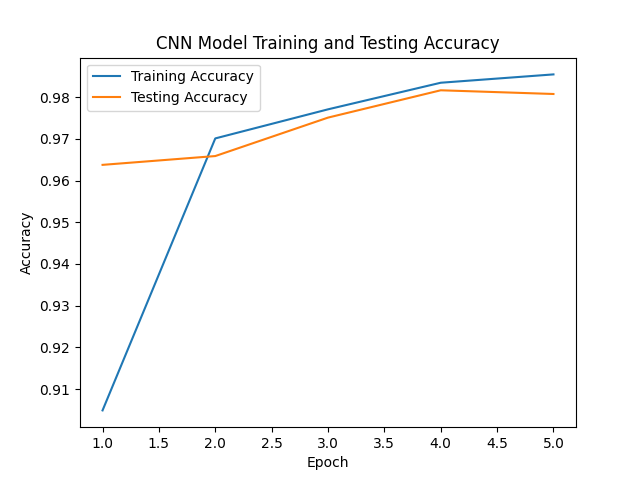 CNN Model Training and Testing Accuracy
Training Accuracy
Testing Accuracy
0.98
0.97
0.96
0.95
0.94
0.93
0.92
0.91
Accuracy
1.0 1.5 2.0 2.5 3.0 3.5 4.0 4.5 5.0
Epoch